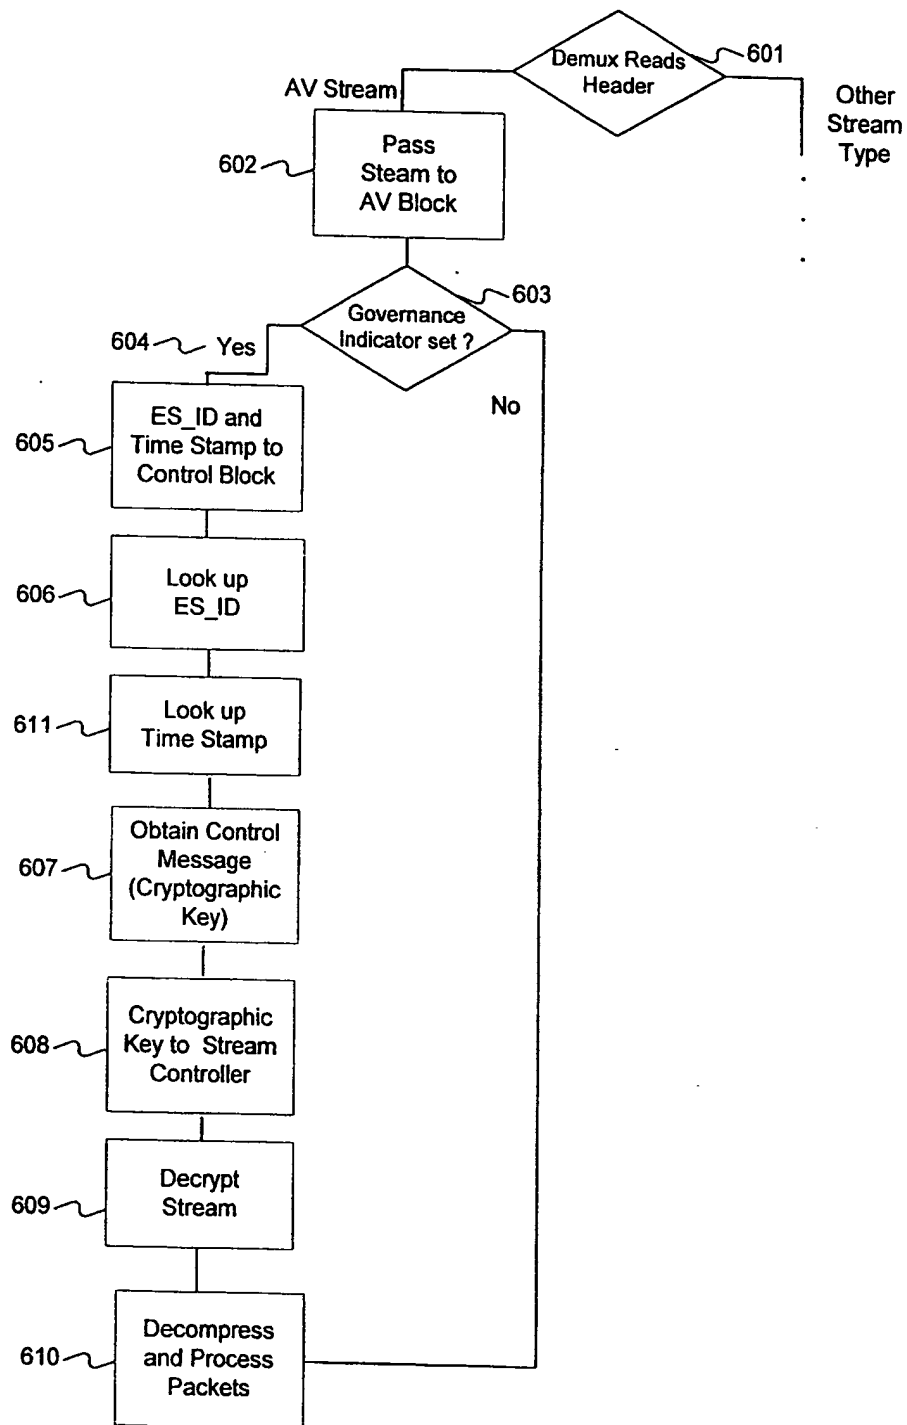 Demux Reads
Header
601
AV Stream
Other
Stream
Type
602
Pass
Steam to
AV Block
603
Governance
Indicator set ?
604
Yes
No
605
ES_ID and
Time Stamp to
Control Block
606
Look up
ES_ID
611
Look up
Time Stamp
607
Obtain Control
Message
(Cryptographic
Key)
608
Cryptographic
Key to Stream
Controller
609
Decrypt
Stream
610
Decompress
and Process
Packets